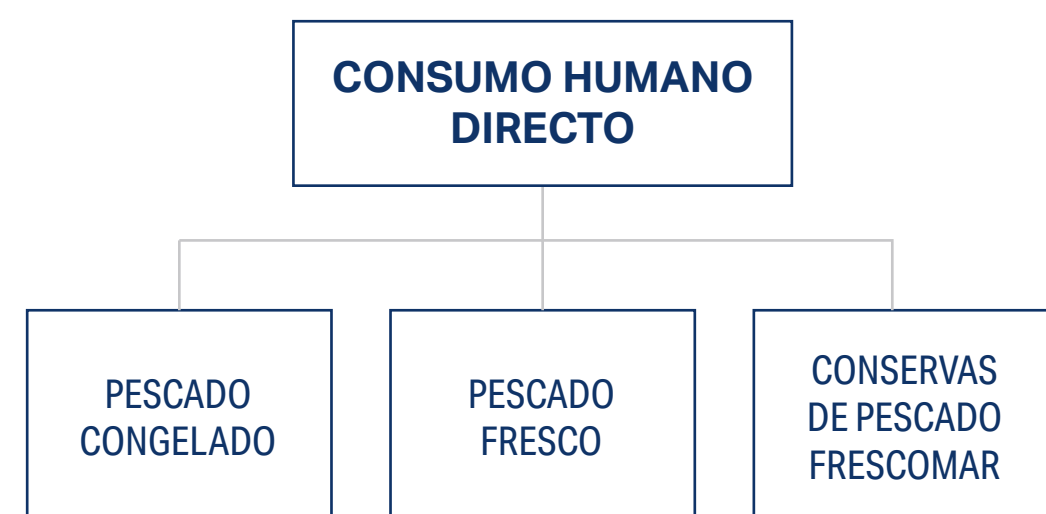 CONSUMO HUMANO
DIRECTO
PESCADO
CONGELADO
PESCADO
FRESCO
CONSERVAS
DE PESCADO
FRESCOMAR